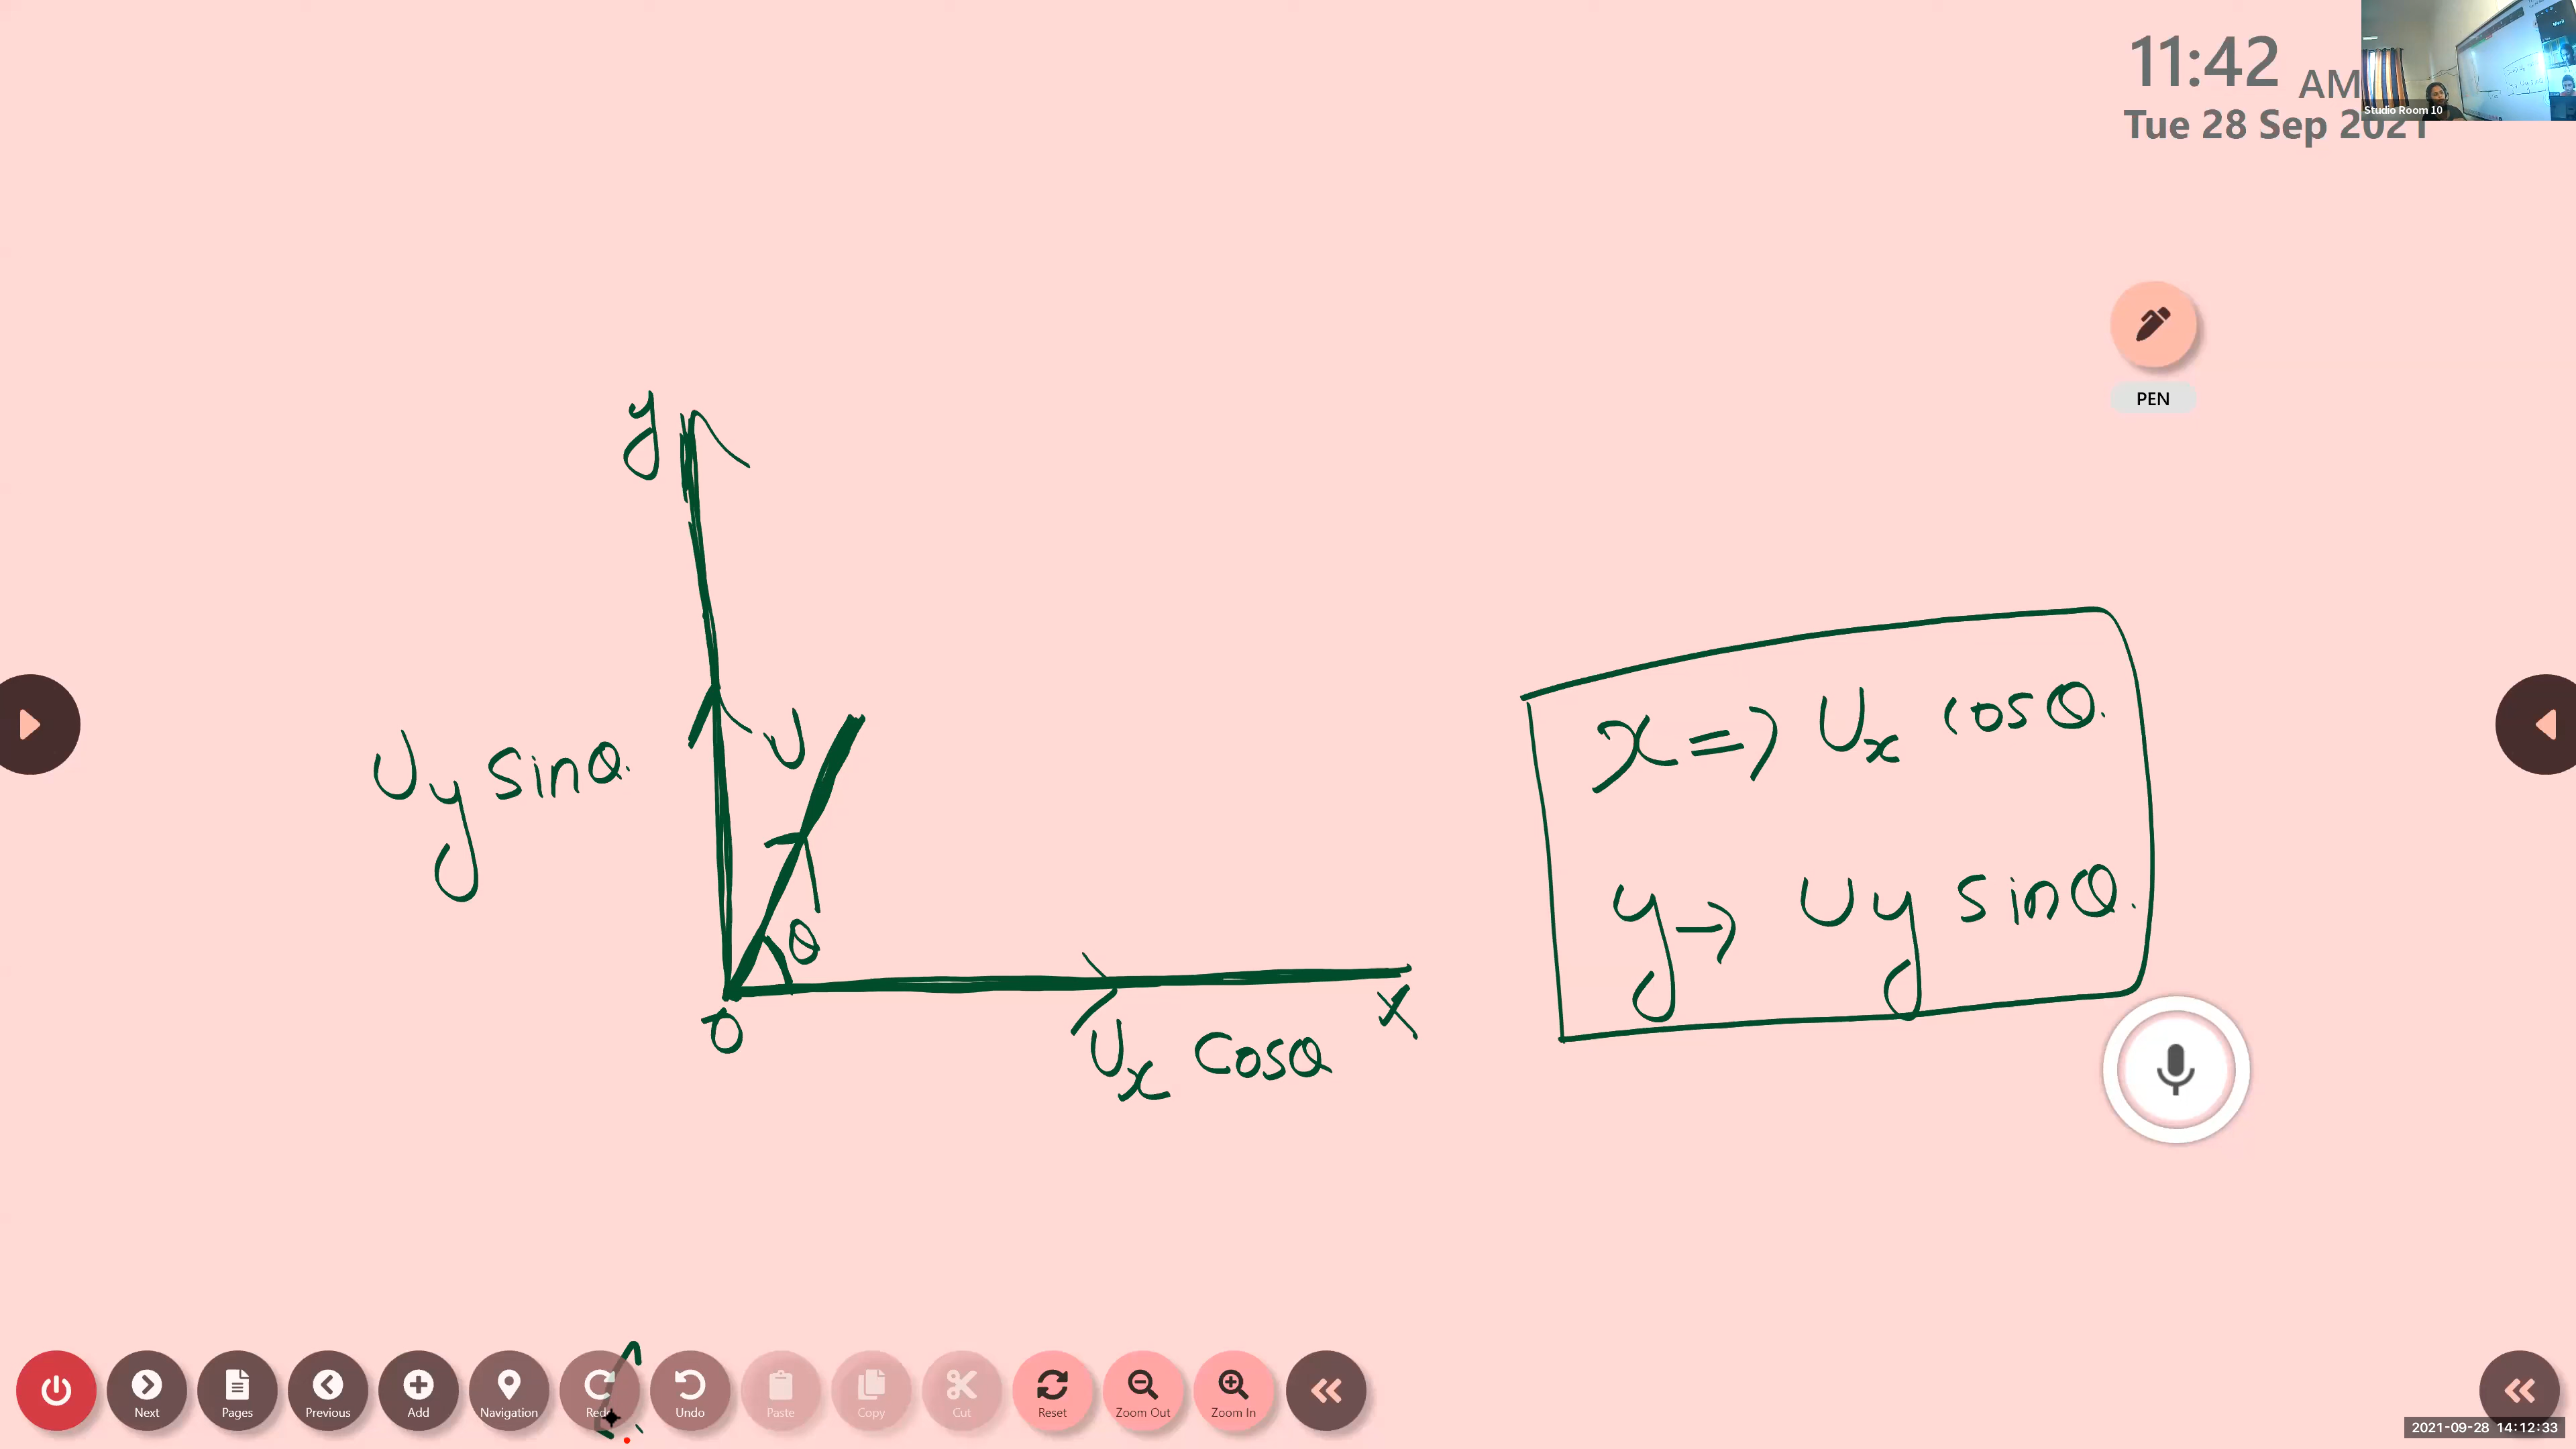 11:42 AM
Tue 28 Sep 2021
Studio Room 10
PEN
y
U
Uy sinθ.
θ
O
X
Ux cosθ
x => Ux cosθ.
y → Uy sinθ.
Next
Pages
Previous
Add
Navigation
Redo
Undo
Paste
Copy
Cut
Reset
Zoom Out
Zoom In
2021-09-28 14:12:33